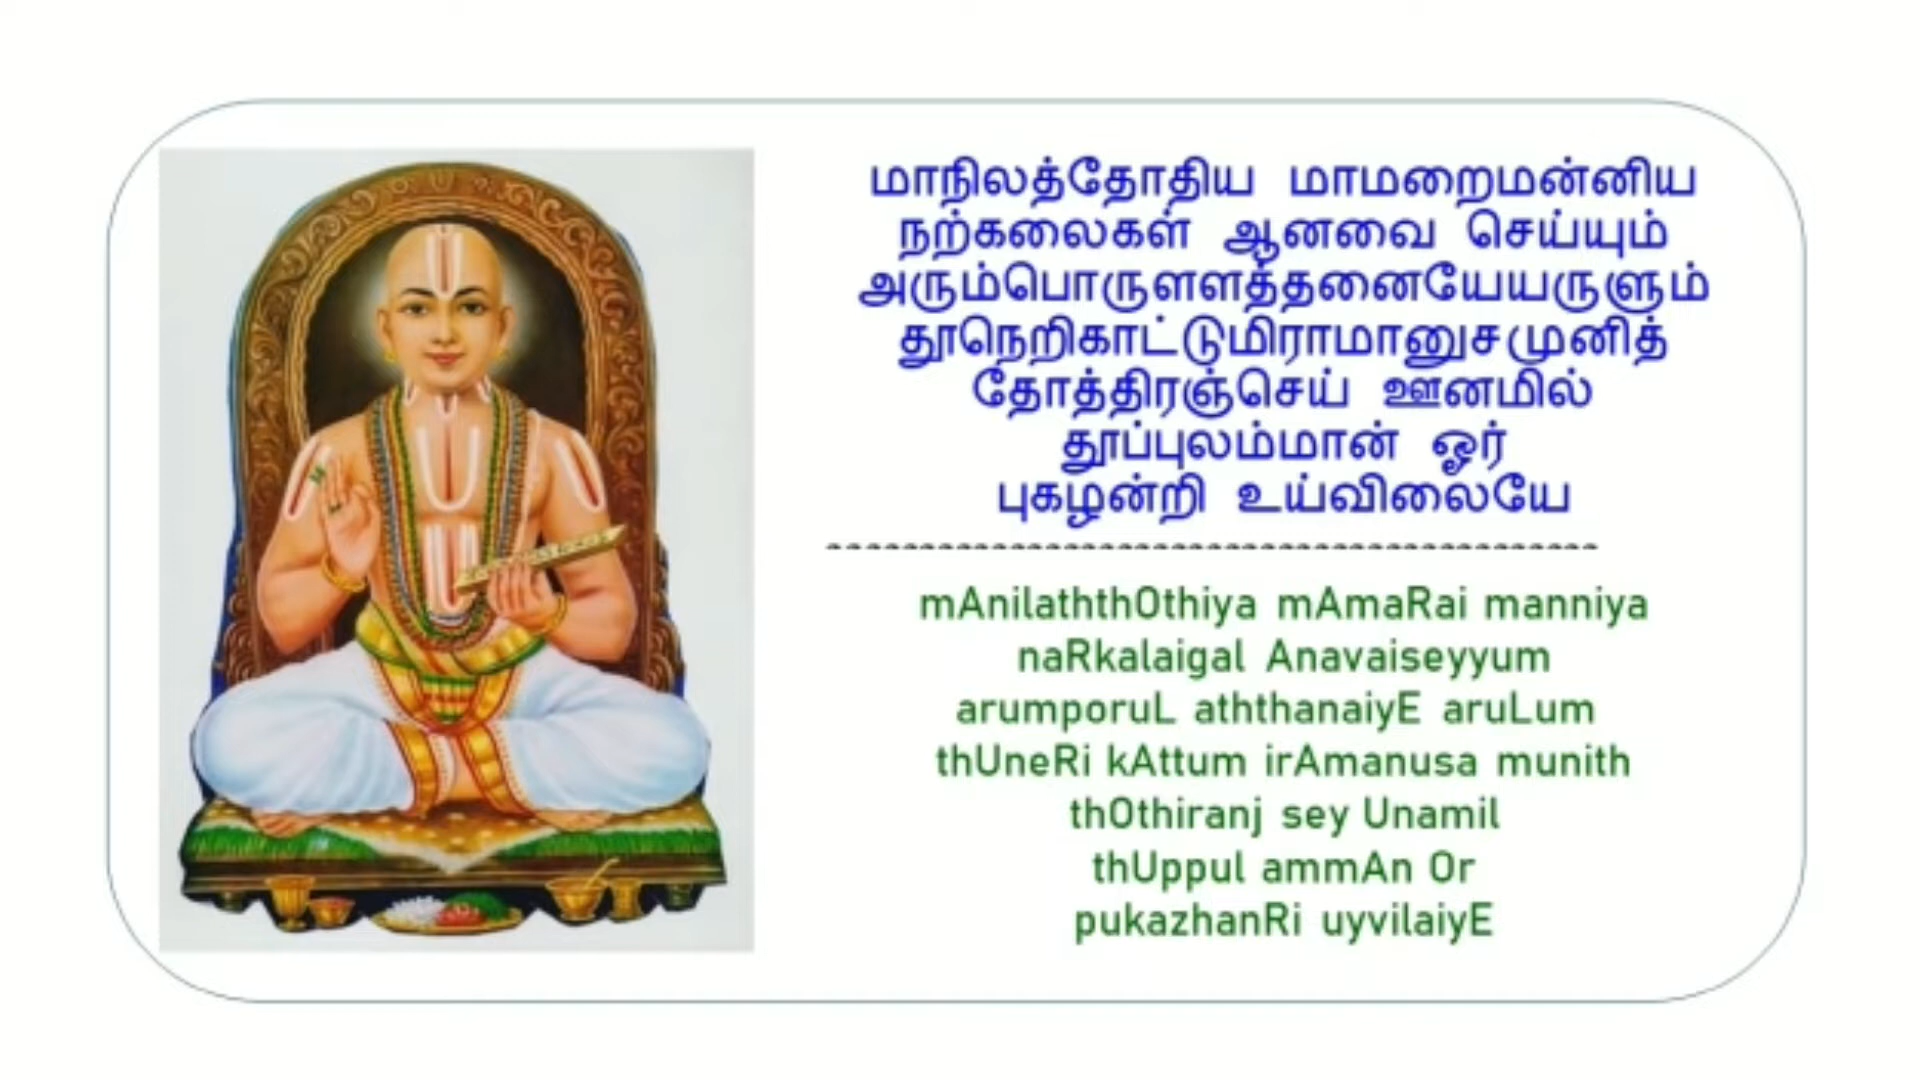 மாநிலத்தோதிய மாமறைமன்னிய
நற்கலைகள் ஆனவை செய்யும்
அரும்பொருளளத்தனையேயருளும்
தூநெறிகாட்டுமிராமானுசமுனித்
தோத்திரஞ்செய் ஊனமில்
தூப்புலம்மான் ஓர்
புகழன்றி உய்விலையே
mAnilaththOthiya mAmaRai manniya
naRkalaigal Anavaiseyyum
arumporuL aththanaiyE aruLum
thUneRi kAttum irAmanusa munith
thOthiranj sey Unamil
thUppul ammAn Or
pukazhanRi uyvilaiyE